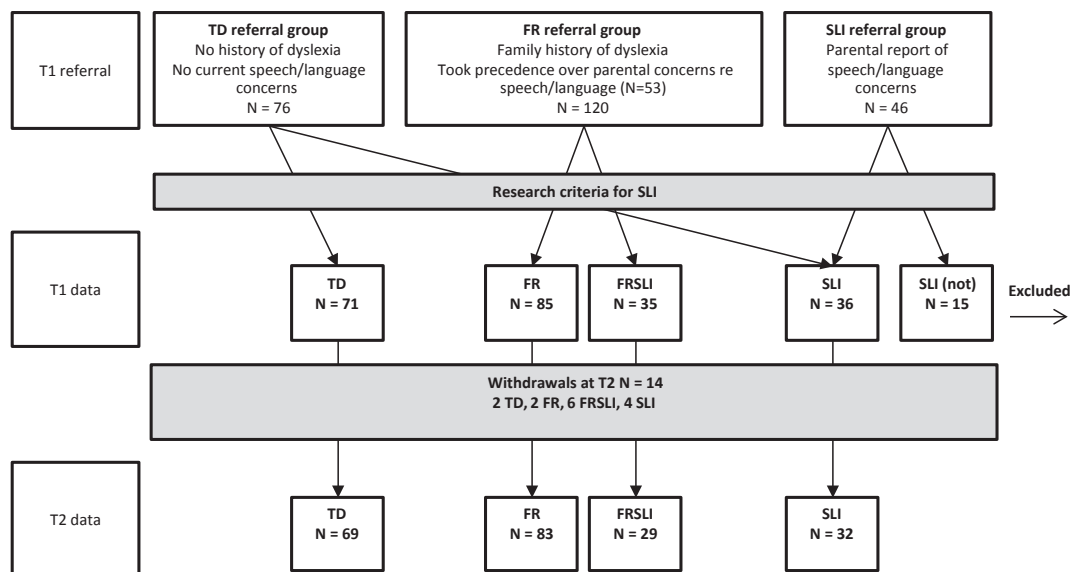 T1 referral
TD referral group
No history of dyslexia
No current speech/language
concerns
N = 76
FR referral group
Family history of dyslexia
Took precedence over parental concerns re
speech/language (N=53)
N = 120
SLI referral group
Parental report of
speech/language
concerns
N = 46
Research criteria for SLI
T1 data
TD
N = 71
FR
N = 85
FRSLI
N = 35
SLI
N = 36
SLI (not)
N = 15
Excluded
Withdrawals at T2 N = 14
2 TD, 2 FR, 6 FRSLI, 4 SLI
T2 data
TD
N = 69
FR
N = 83
FRSLI
N = 29
SLI
N = 32